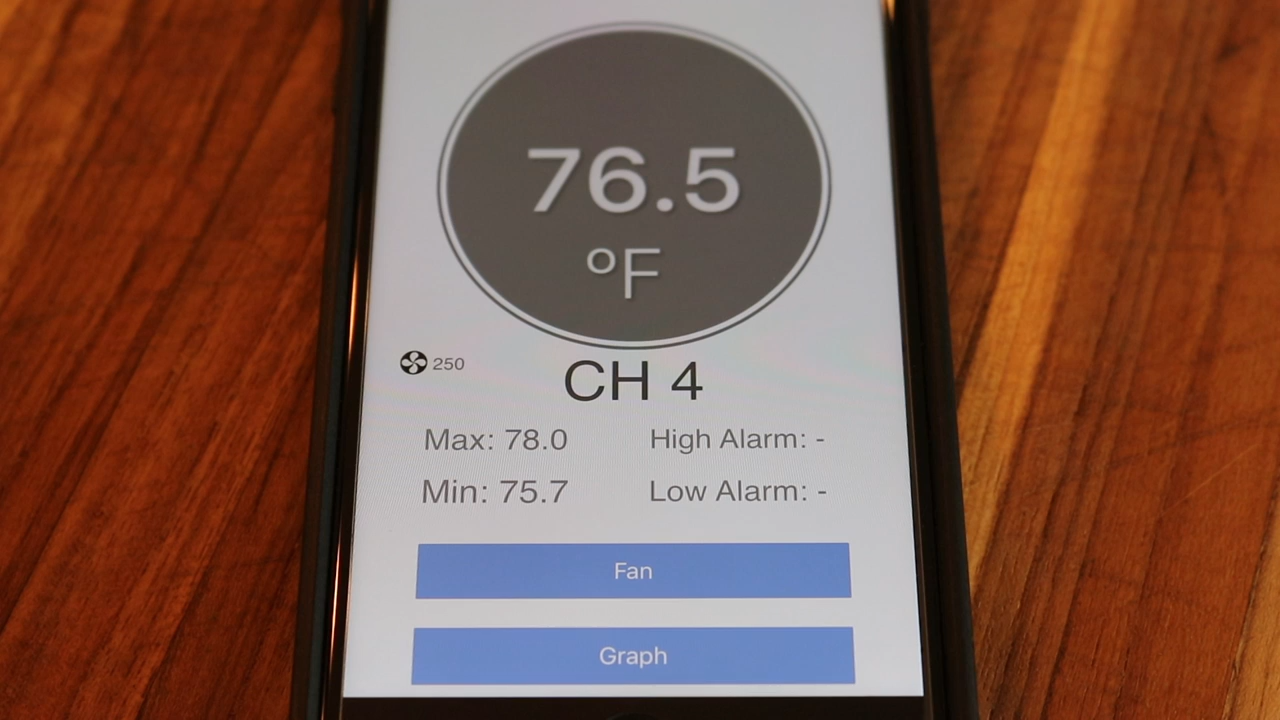 76.5
°F
250
CH 4
Max: 78.0 High Alarm: -
Min: 75.7 Low Alarm: -
Fan
Graph